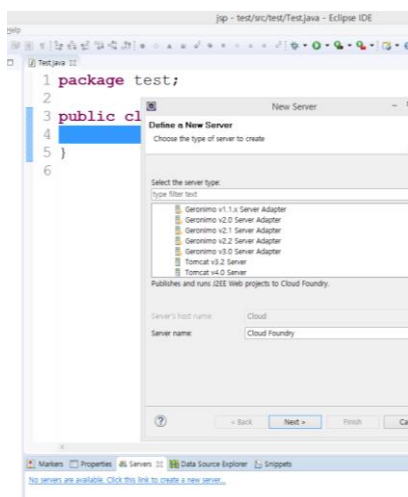 jsp - test/src/test/Test.java - Eclipse IDE
Help
Test.java
1 package test;
2
3 public cl
4
5 }
6
New Server
Define a New Server
Choose the type of server to create
Select the server type:
type filter text
Geronimo v1.1.x Server Adapter
Geronimo v2.0 Server Adapter
Geronimo v2.1 Server Adapter
Geronimo v2.2 Server Adapter
Geronimo v3.0 Server Adapter
Tomcat v3.2 Server
Tomcat v4.0 Server
Publishes and runs J2EE Web projects to Cloud Foundry.
Server's host name: Cloud
Server name: Cloud Foundry
? < Back Next > Finish Ca
Markers Properties Servers Data Source Explorer Snippets
No servers are available. Click this link to create a new server...